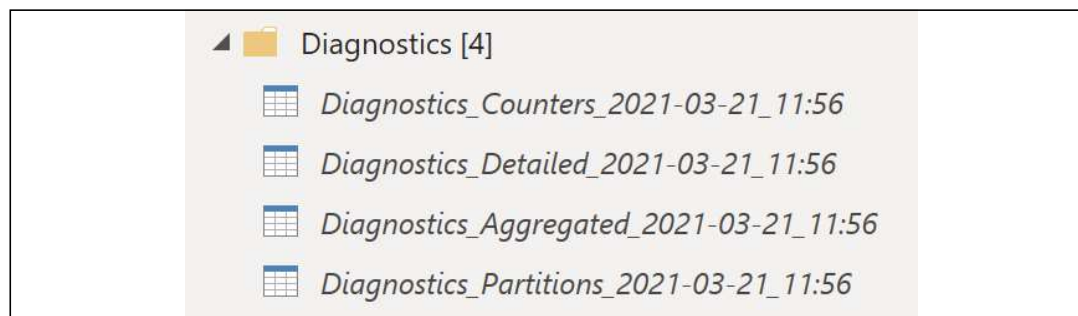 Diagnostics [4]
Diagnostics_Counters_2021-03-21_11:56
Diagnostics_Detailed_2021-03-21_11:56
Diagnostics_Aggregated_2021-03-21_11:56
Diagnostics_Partitions_2021-03-21_11:56